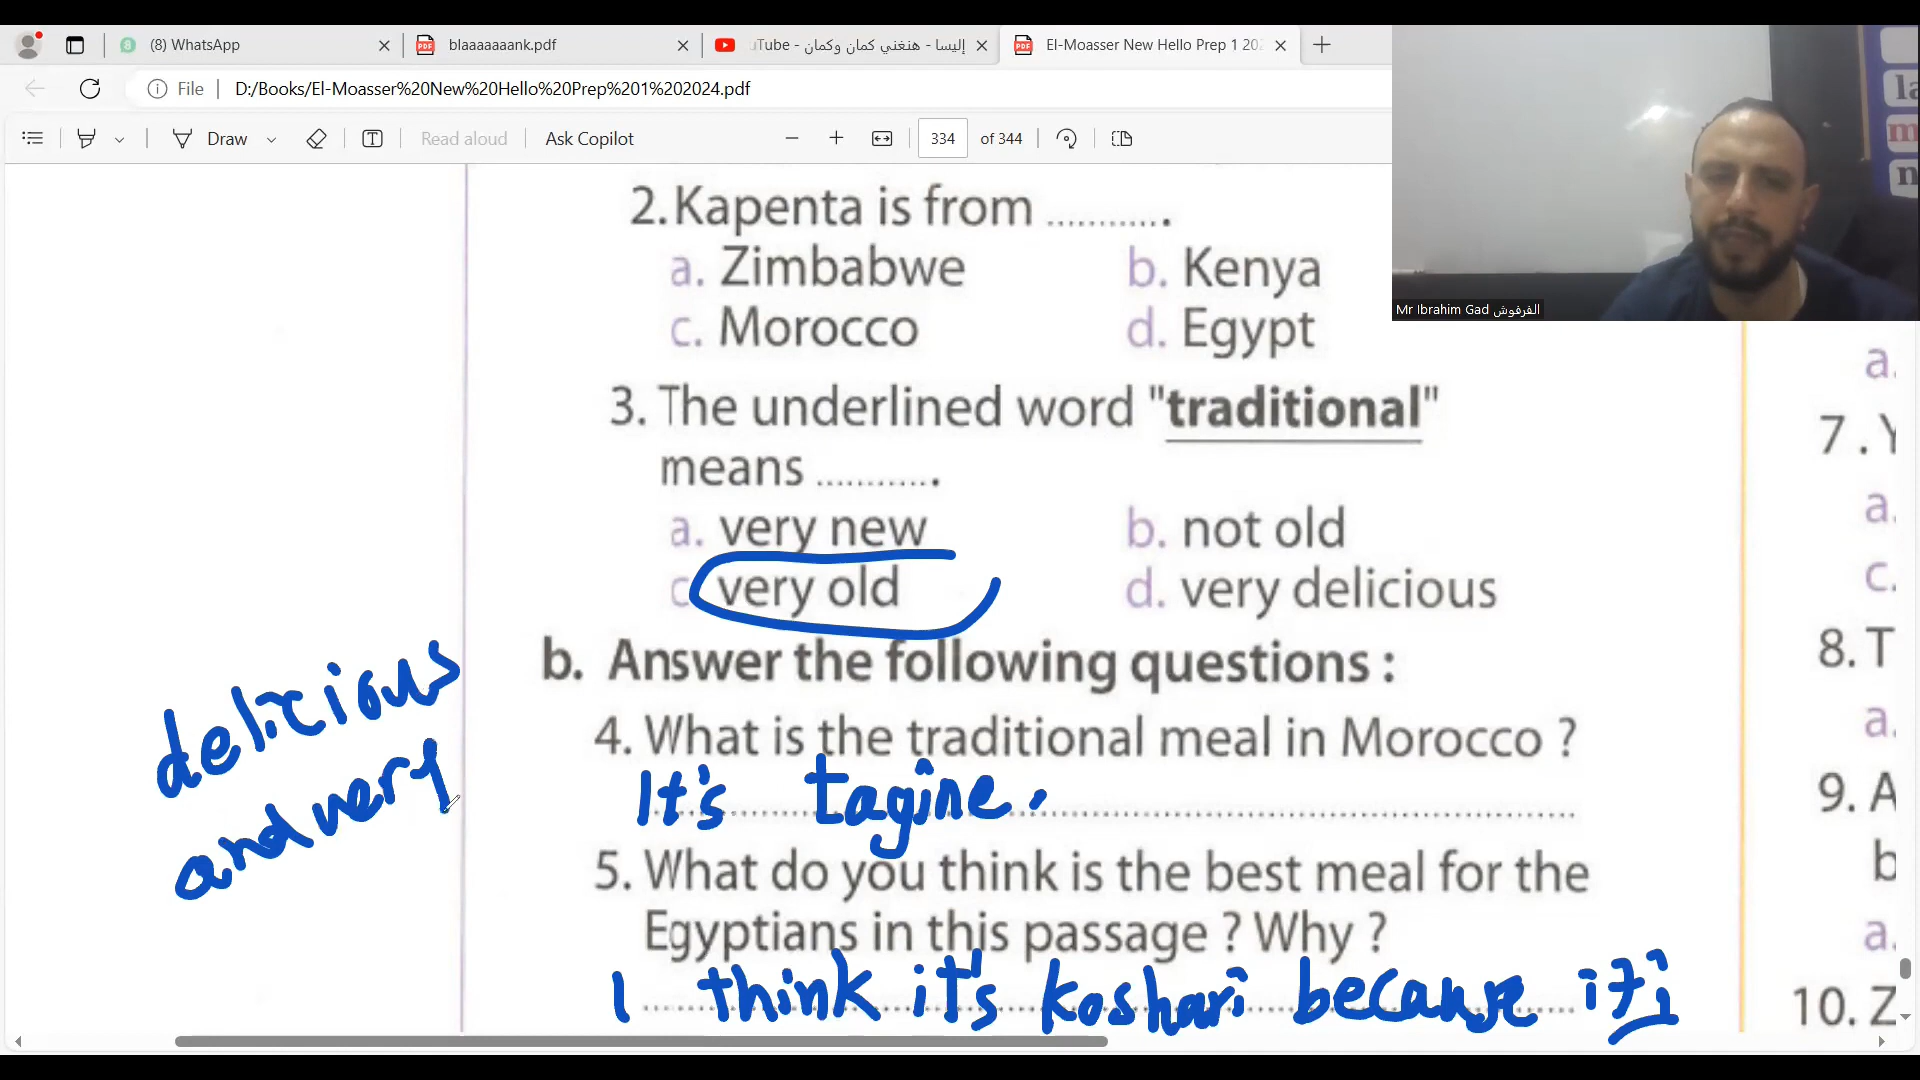 (8) WhatsApp
blaaaaaaank.pdf
إليسا - هنغني كمان وكمان - uTube
El-Moasser New Hello Prep 1 202
File D:/Books/El-Moasser%20New%20Hello%20Prep%201%202024.pdf
Draw
Read aloud
Ask Copilot
334 of 344
Mr Ibrahim Gad القرفوش
2. Kapenta is from ............
a. Zimbabwe b. Kenya
c. Morocco d. Egypt
3. The underlined word "traditional"
means ............
a. very new b. not old
c very old d. very delicious
b. Answer the following questions :
4. What is the traditional meal in Morocco ?
It's tagine.
5. What do you think is the best meal for the
Egyptians in this passage ? Why ?
I think it's koshari because it's
delicious
and very
a.
7 . Y
a.
c.
8. T
a.
9. A
b
a.
10. Z